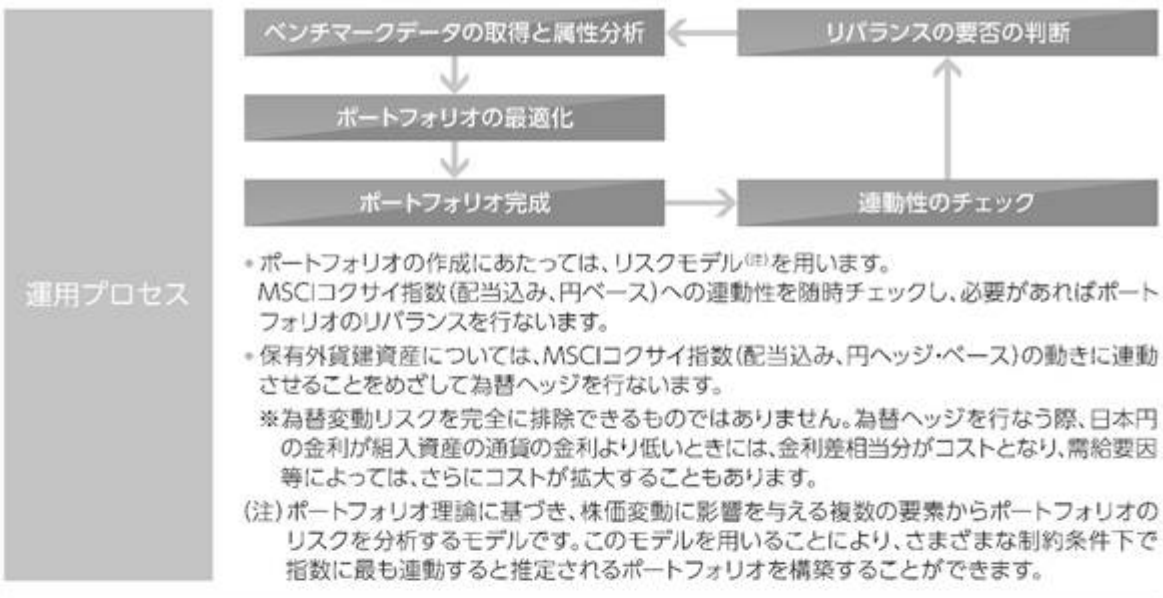 ベンチマークデータの取得と属性分析
リバランスの要否の判断
ポートフォリオの最適化
ポートフォリオ完成
連動性のチェック
運用プロセス
•ポートフォリオの作成にあたっては、リスクモデル(注)を用います。
MSCIコクサイ指数(配当込み、円ベース)への連動性を随時チェックし、必要があればポート
フォリオのリバランスを行ないます。
•保有外貨建資産については、MSCIコクサイ指数(配当込み、円ヘッジ・ベース)の動きに連動
させることをめざして為替ヘッジを行ないます。
※為替変動リスクを完全に排除できるものではありません。為替ヘッジを行なう際、日本円
の金利が組入資産の通貨の金利より低いときには、金利差相当分がコストとなり、需給要因
等によっては、さらにコストが拡大することもあります。
(注)ポートフォリオ理論に基づき、株価変動に影響を与える複数の要素からポートフォリオの
リスクを分析するモデルです。このモデルを用いることにより、さまざまな制約条件下で
指数に最も連動すると推定されるポートフォリオを構築することができます。